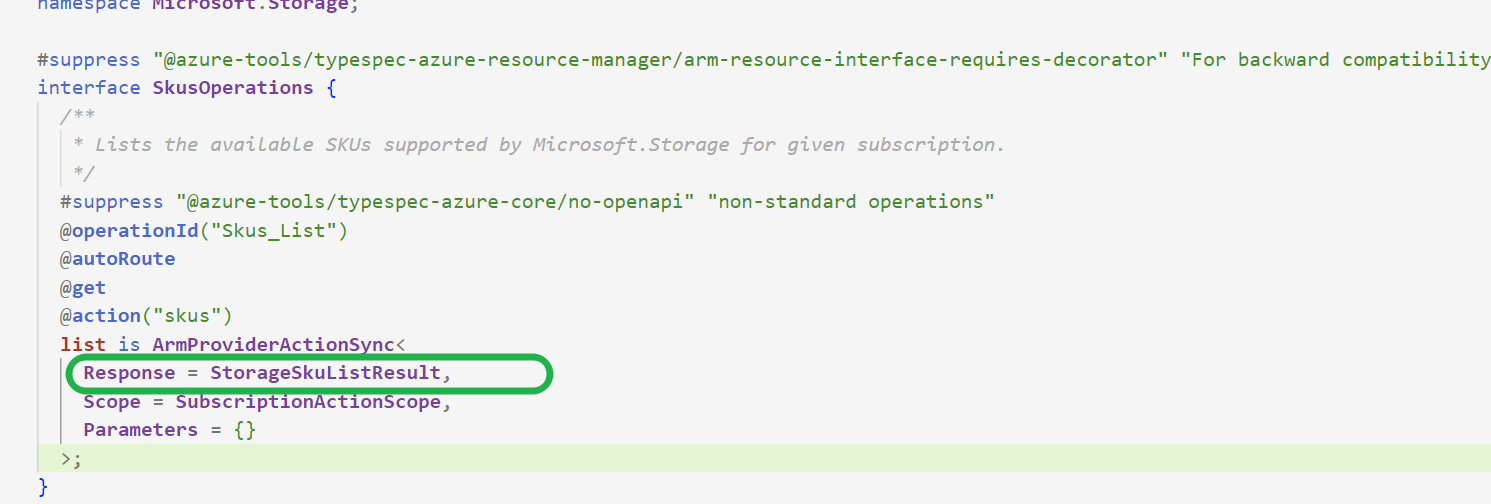 namespace Microsoft.Storage;
#suppress "@azure-tools/typespec-azure-resource-manager/arm-resource-interface-requires-decorator" "For backward compatibility
interface SkusOperations {
/**
* Lists the available SKUs supported by Microsoft.Storage for given subscription.
*/
#suppress "@azure-tools/typespec-azure-core/no-openapi" "non-standard operations"
@operationId("Skus_List")
@autoRoute
@get
@action("skus")
list is ArmProviderActionSync<
Response = StorageSkuListResult,
Scope = SubscriptionActionScope,
Parameters = {}
>;
}